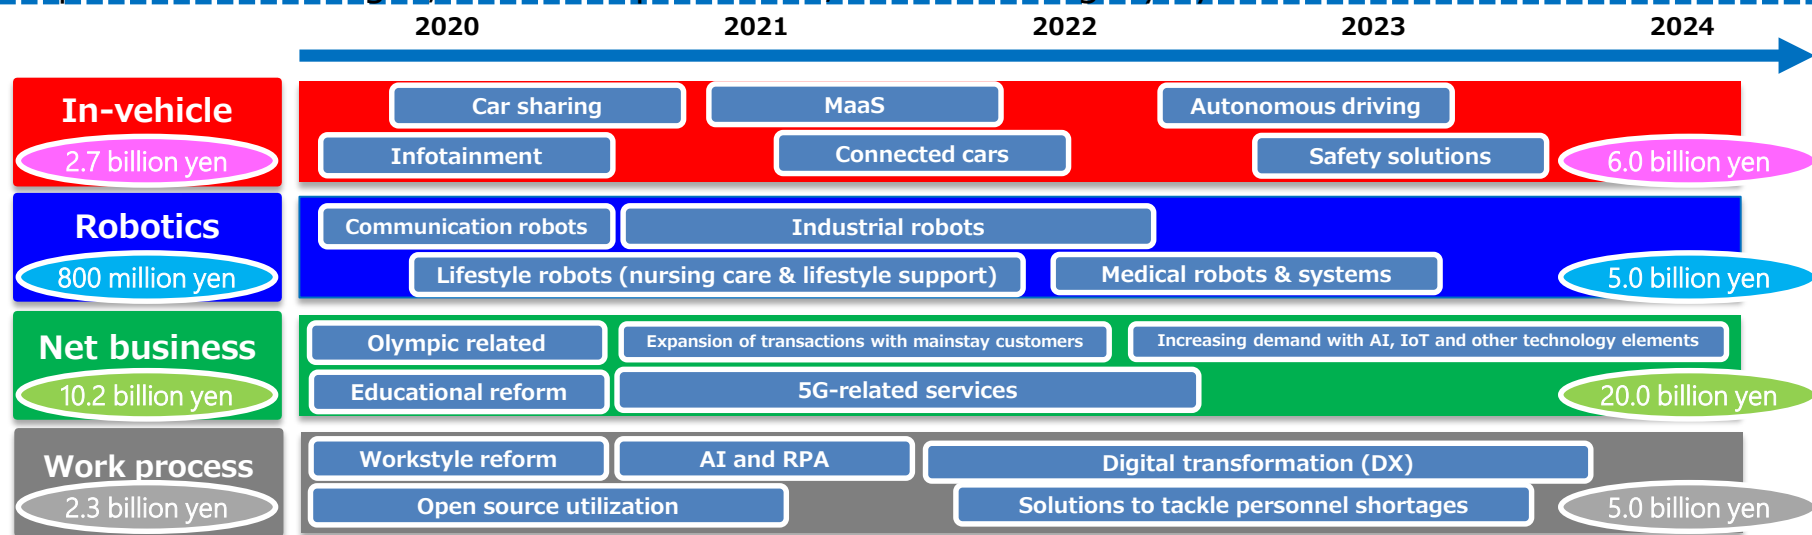 2020 2021 2022 2023 2024
In-vehicle
2.7 billion yen
Car sharing
MaaS
Autonomous driving
Infotainment
Connected cars
Safety solutions
6.0 billion yen
Robotics
800 million yen
Communication robots
Industrial robots
Lifestyle robots (nursing care & lifestyle support)
Medical robots & systems
5.0 billion yen
Net business
10.2 billion yen
Olympic related
Expansion of transactions with mainstay customers
Increasing demand with AI, IoT and other technology elements
Educational reform
5G-related services
20.0 billion yen
Work process
2.3 billion yen
Workstyle reform
AI and RPA
Digital transformation (DX)
Open source utilization
Solutions to tackle personnel shortages
5.0 billion yen